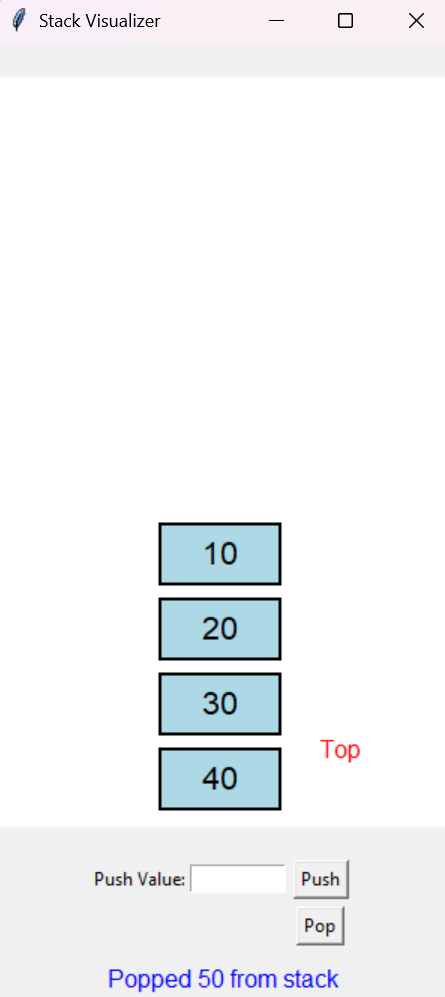 Stack Visualizer
10
20
30
Top
40
Push Value: Push
Pop
Popped 50 from stack